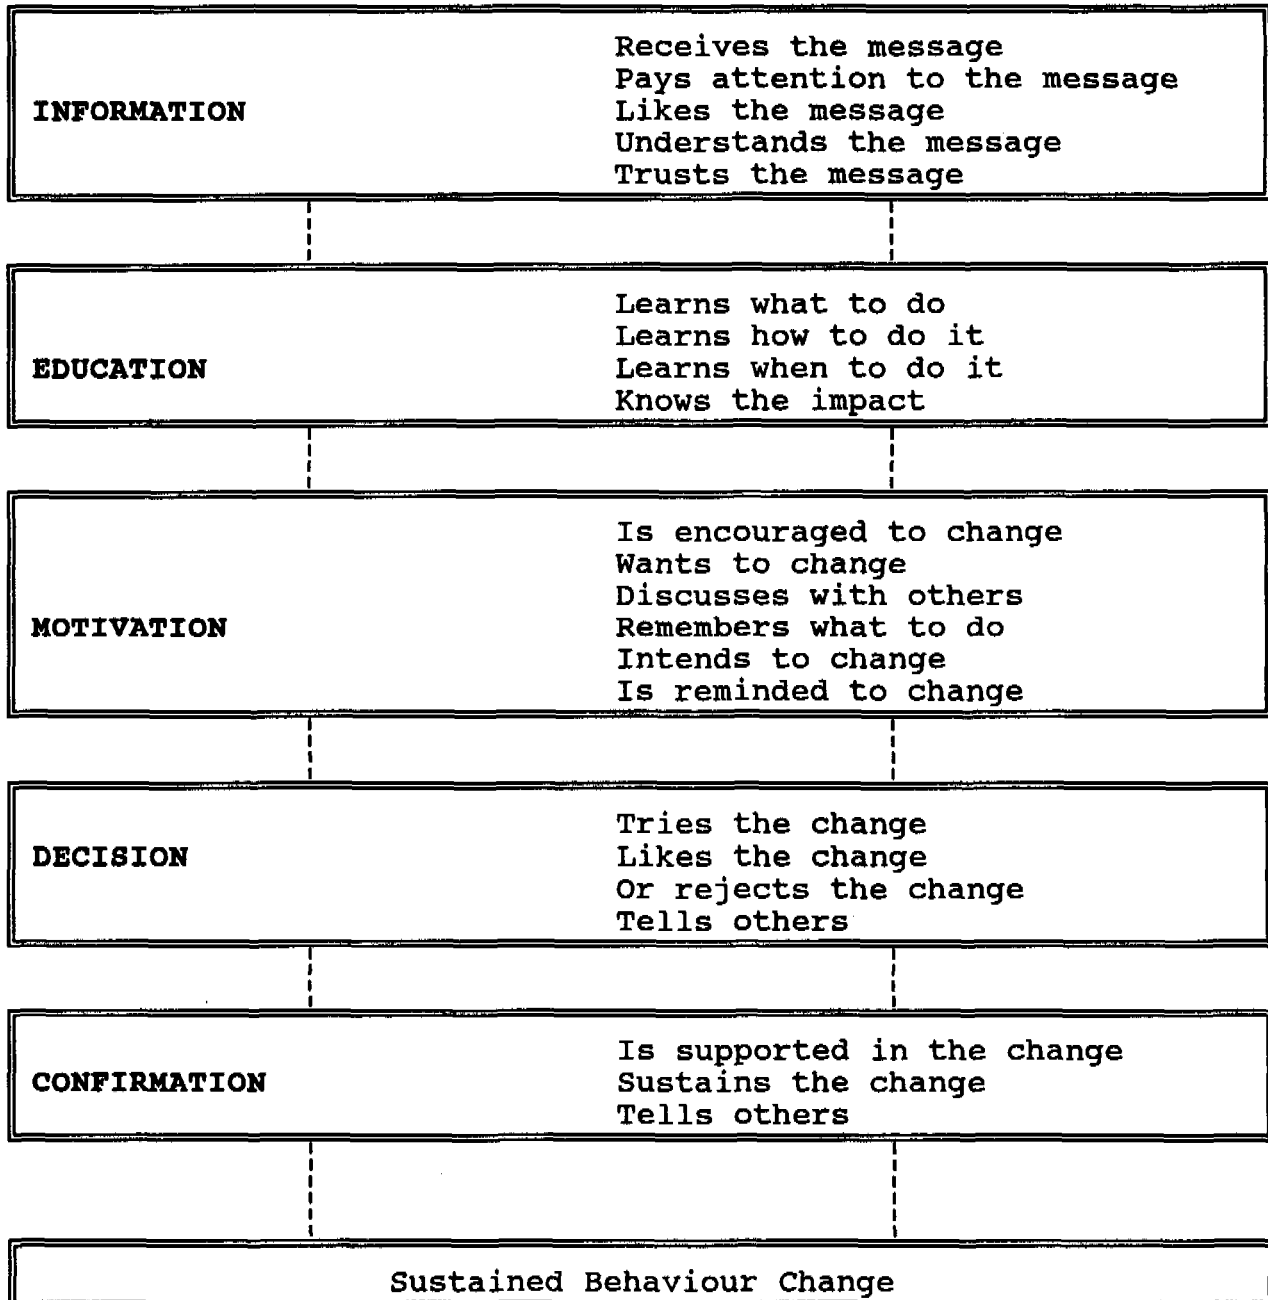 Receives the message
Pays attention to the message
INFORMATION Likes the message
Understands the message
Trusts the message
Learns what to do
Learns how to do it
EDUCATION Learns when to do it
Knows the impact
Is encouraged to change
Wants to change
Discusses with others
MOTIVATION Remembers what to do
Intends to change
Is reminded to change
Tries the change
DECISION Likes the change
Or rejects the change
Tells others
Is supported in the change
CONFIRMATION Sustains the change
Tells others
Sustained Behaviour Change